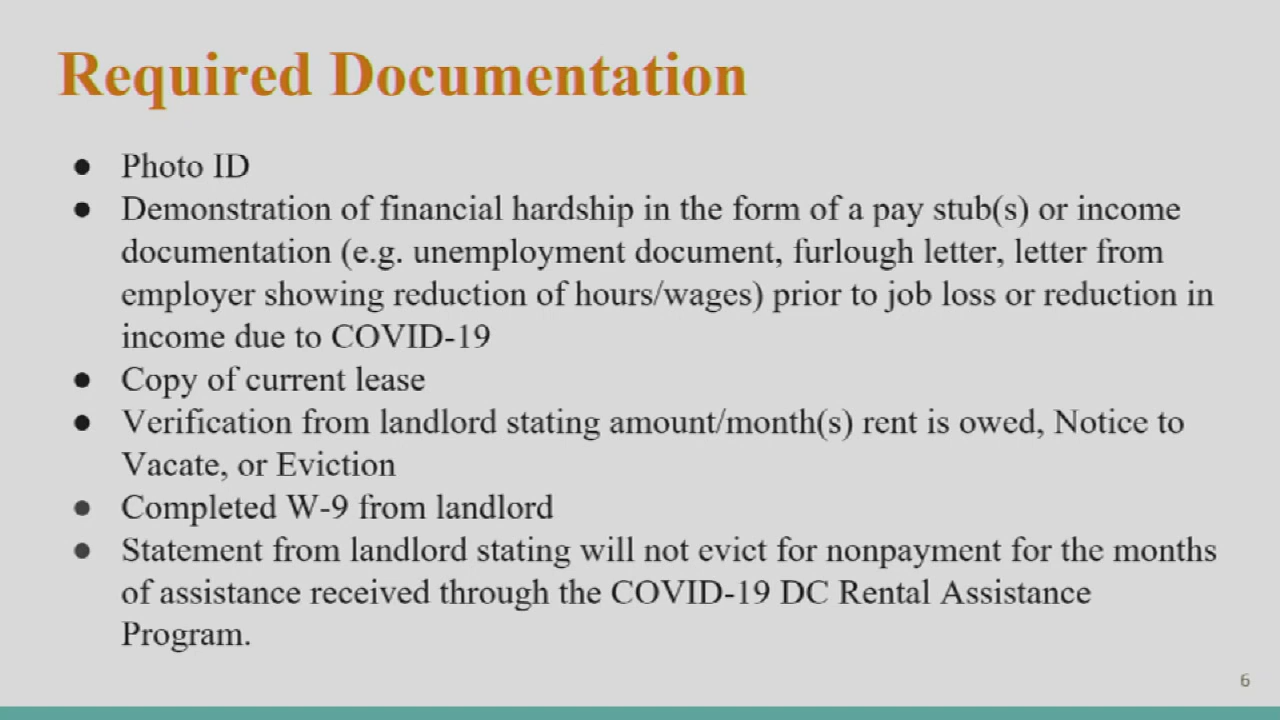 Required Documentation
● Photo ID
● Demonstration of financial hardship in the form of a pay stub(s) or income
documentation (e.g. unemployment document, furlough letter, letter from
employer showing reduction of hours/wages) prior to job loss or reduction in
income due to COVID-19
● Copy of current lease
● Verification from landlord stating amount/month(s) rent is owed, Notice to
Vacate, or Eviction
● Completed W-9 from landlord
● Statement from landlord stating will not evict for nonpayment for the months
of assistance received through the COVID-19 DC Rental Assistance
Program.
6